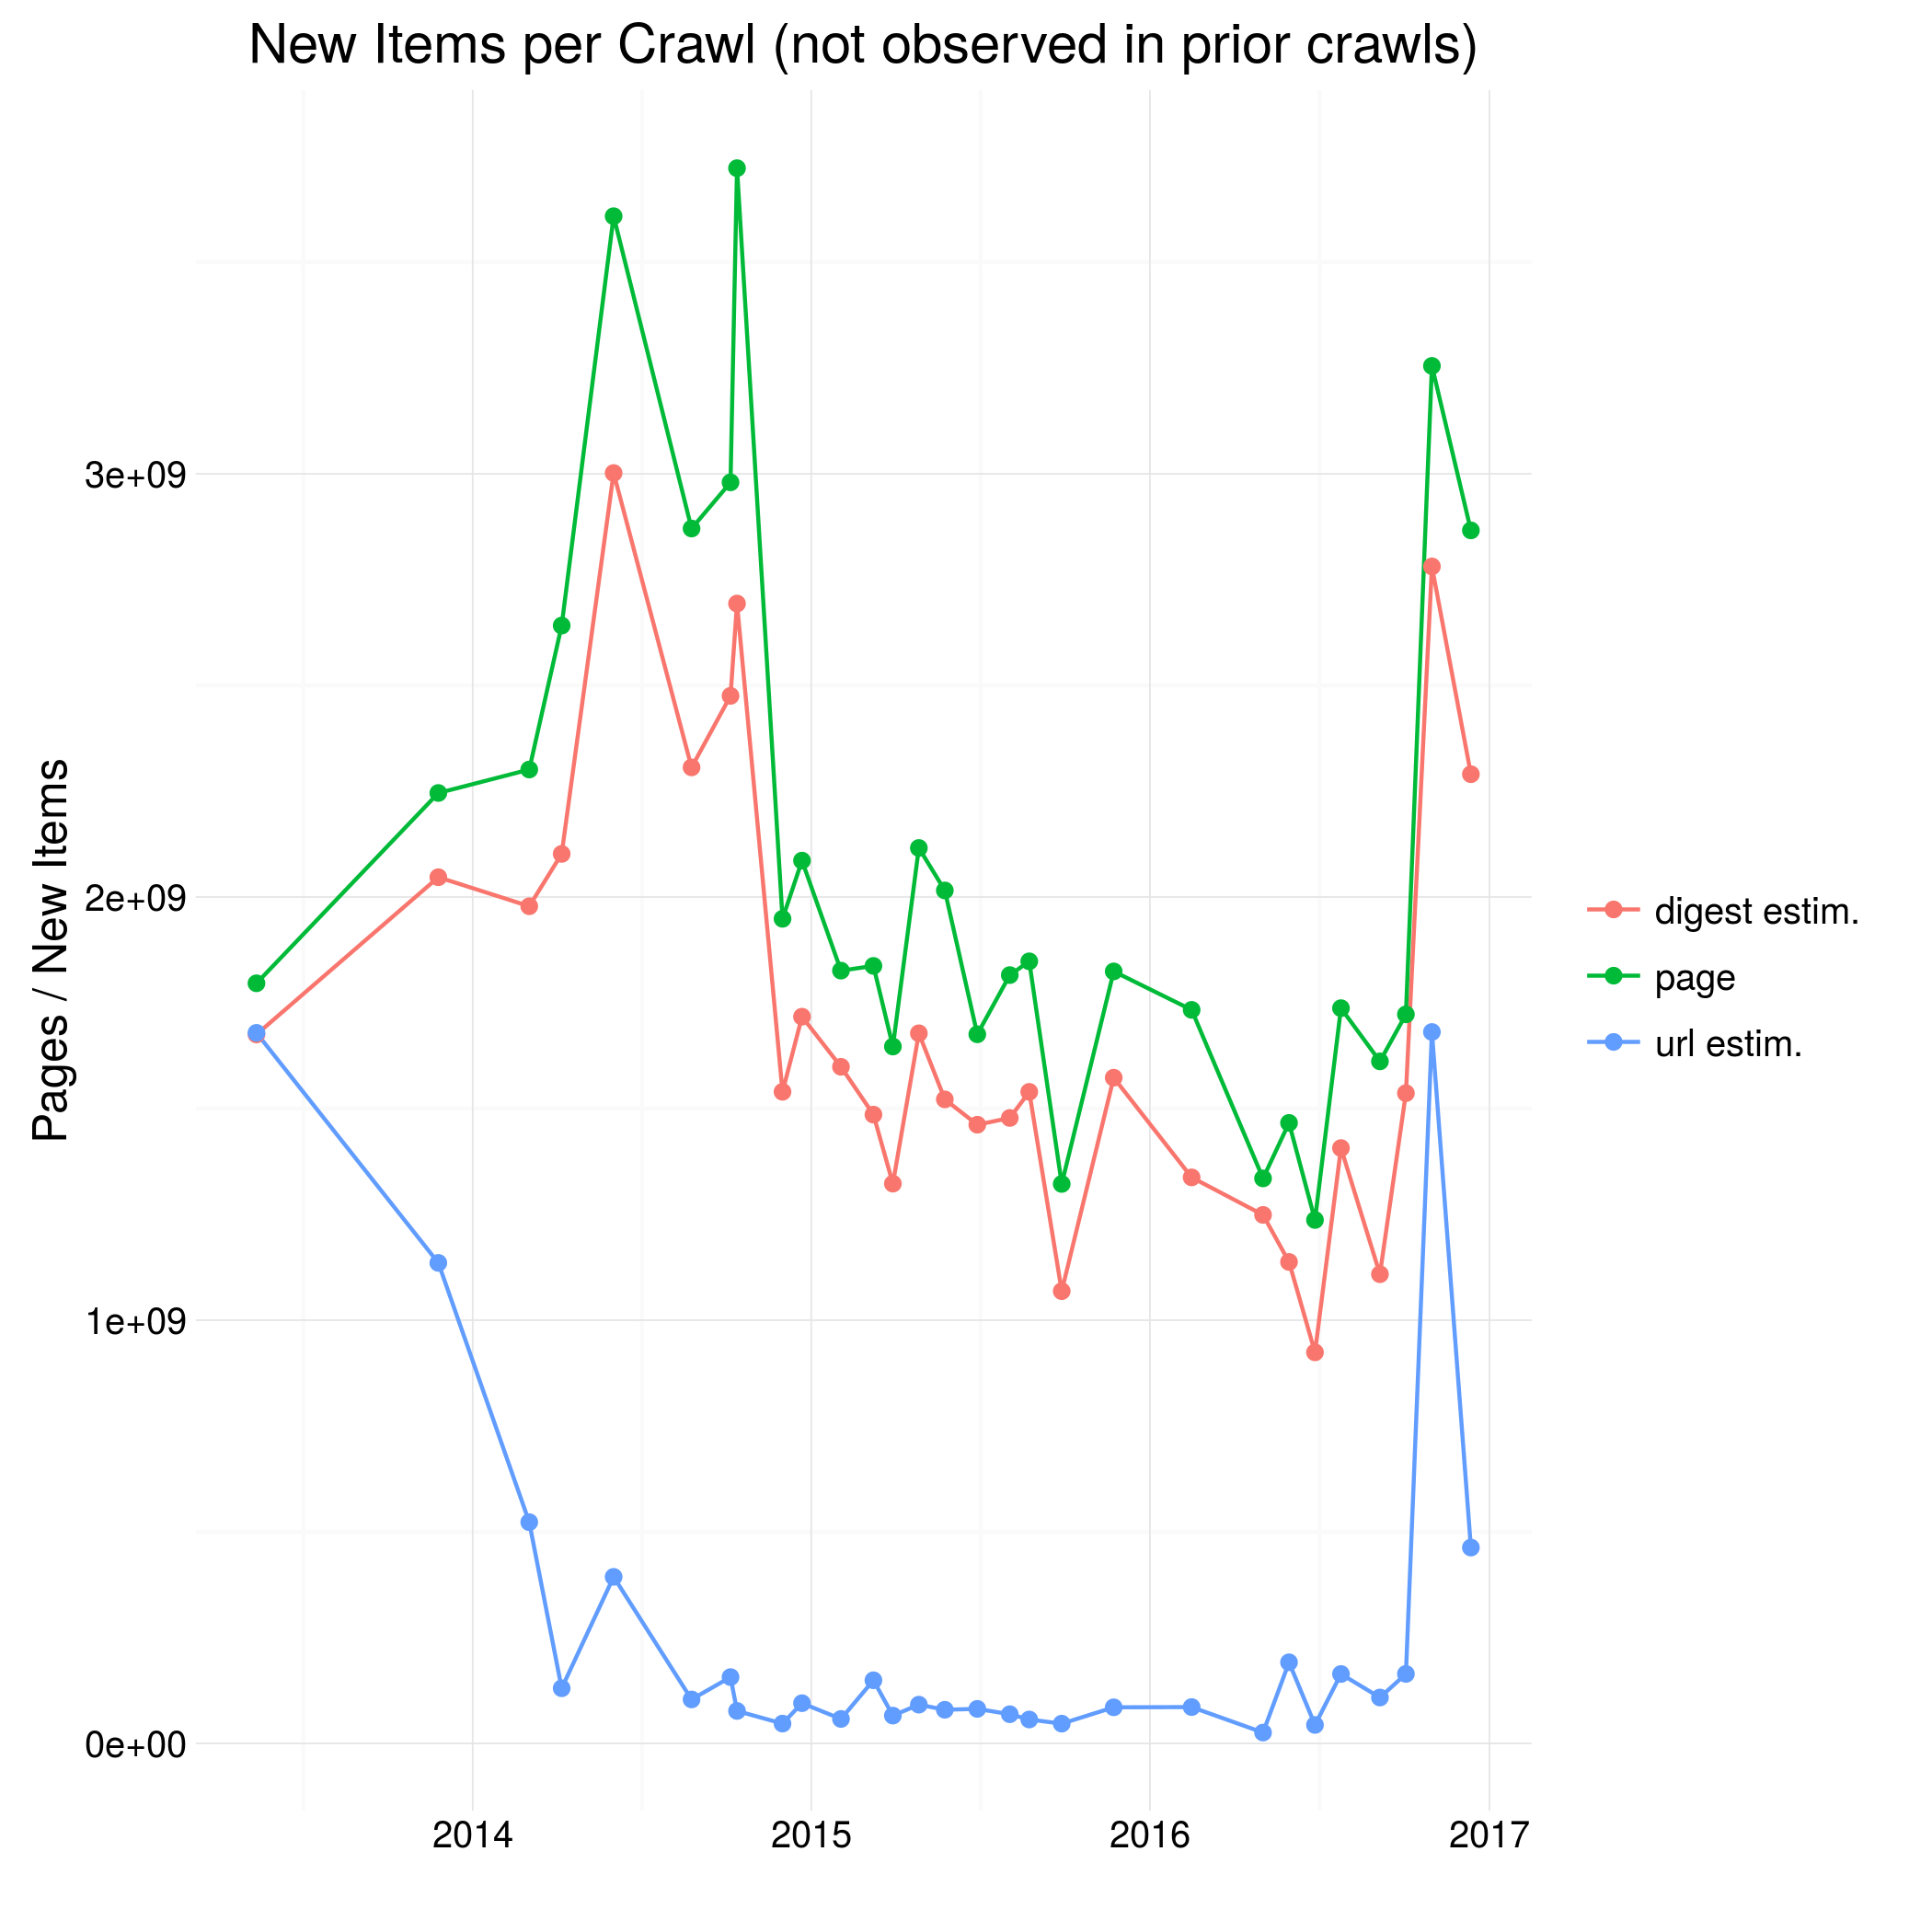 New Items per Crawl (not observed in prior crawls)
Pages / New Items
3e+09
2e+09
1e+09
0e+00
2014
2015
2016
2017
digest estim.
page
url estim.